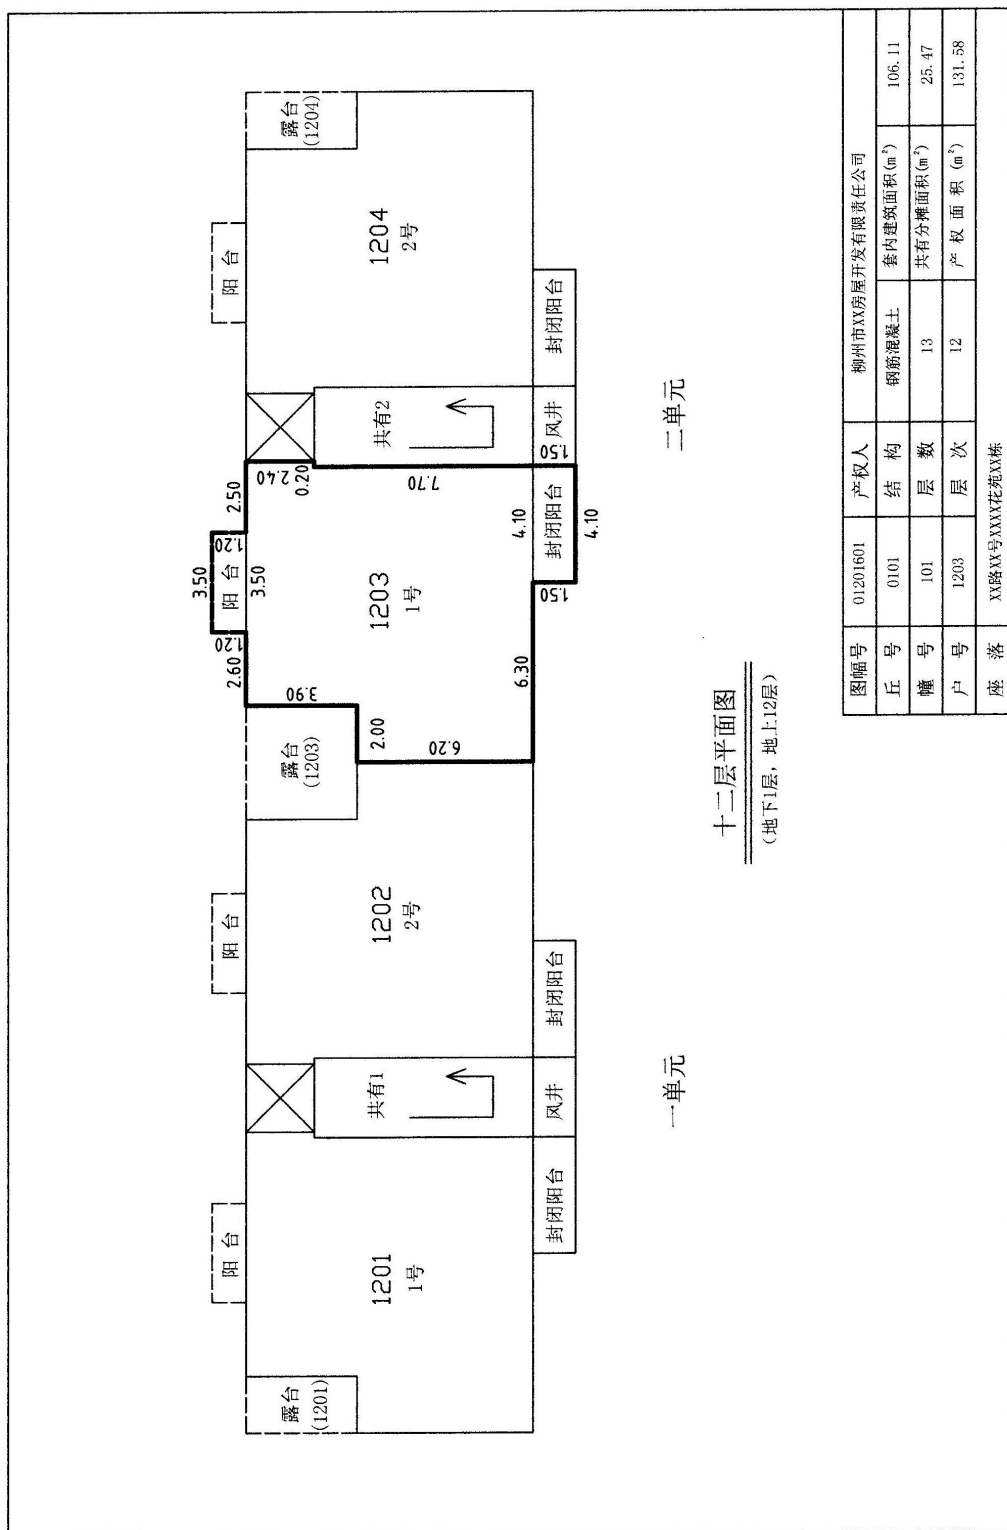 阳台
露台
(1201)
1201
1号
封闭阳台
共有1
风井
封闭阳台
阳台
1202
2号
露台
(1203)
3.50
1.20
阳台
1.20
2.60
3.50
2.50
3.90
2.40
0.20
2.00
1203
1号
6.20
7.70
6.30
4.10
1.50
封闭阳台
1.50
4.10
共有2
风井
阳台
露台
(1204)
1204
2号
封闭阳台
一单元
二单元
十二层平面图
(地下1层, 地上12层)
图幅号 01201601 产权人 柳州市XX房屋开发有限责任公司
丘号 0101 结构 钢筋混凝土 套内建筑面积(m²) 106.11
幢号 101 层数 13 共有分摊面积(m²) 25.47
户号 1203 层次 12 产权面积(m²) 131.58
座落 XX路XX号XXXX花苑XX栋